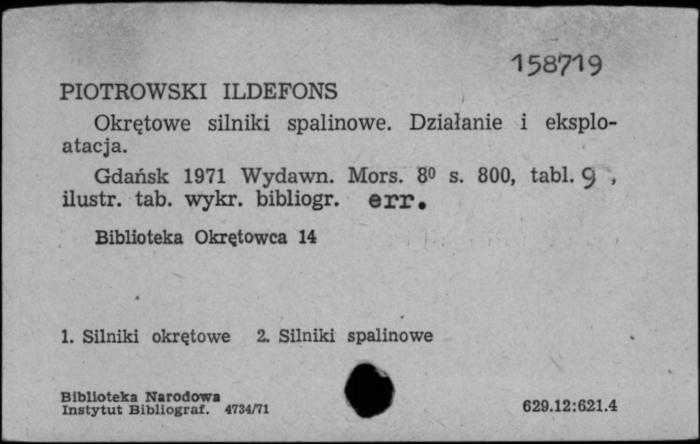 158719
PIOTROWSKI ILDEFONS
Okrętowe silniki spalinowe. Działanie i eksplo-
atacja.
Gdańsk 1971 Wydawn. Mors. 8⁰ s. 800, tabl. 9 ,
ilustr. tab. wykr. bibliogr. err.
Biblioteka Okrętowca 14
1. Silniki okrętowe 2. Silniki spalinowe
Biblioteka Narodowa
Instytut Bibliograf. 4734/71
629.12:621.4